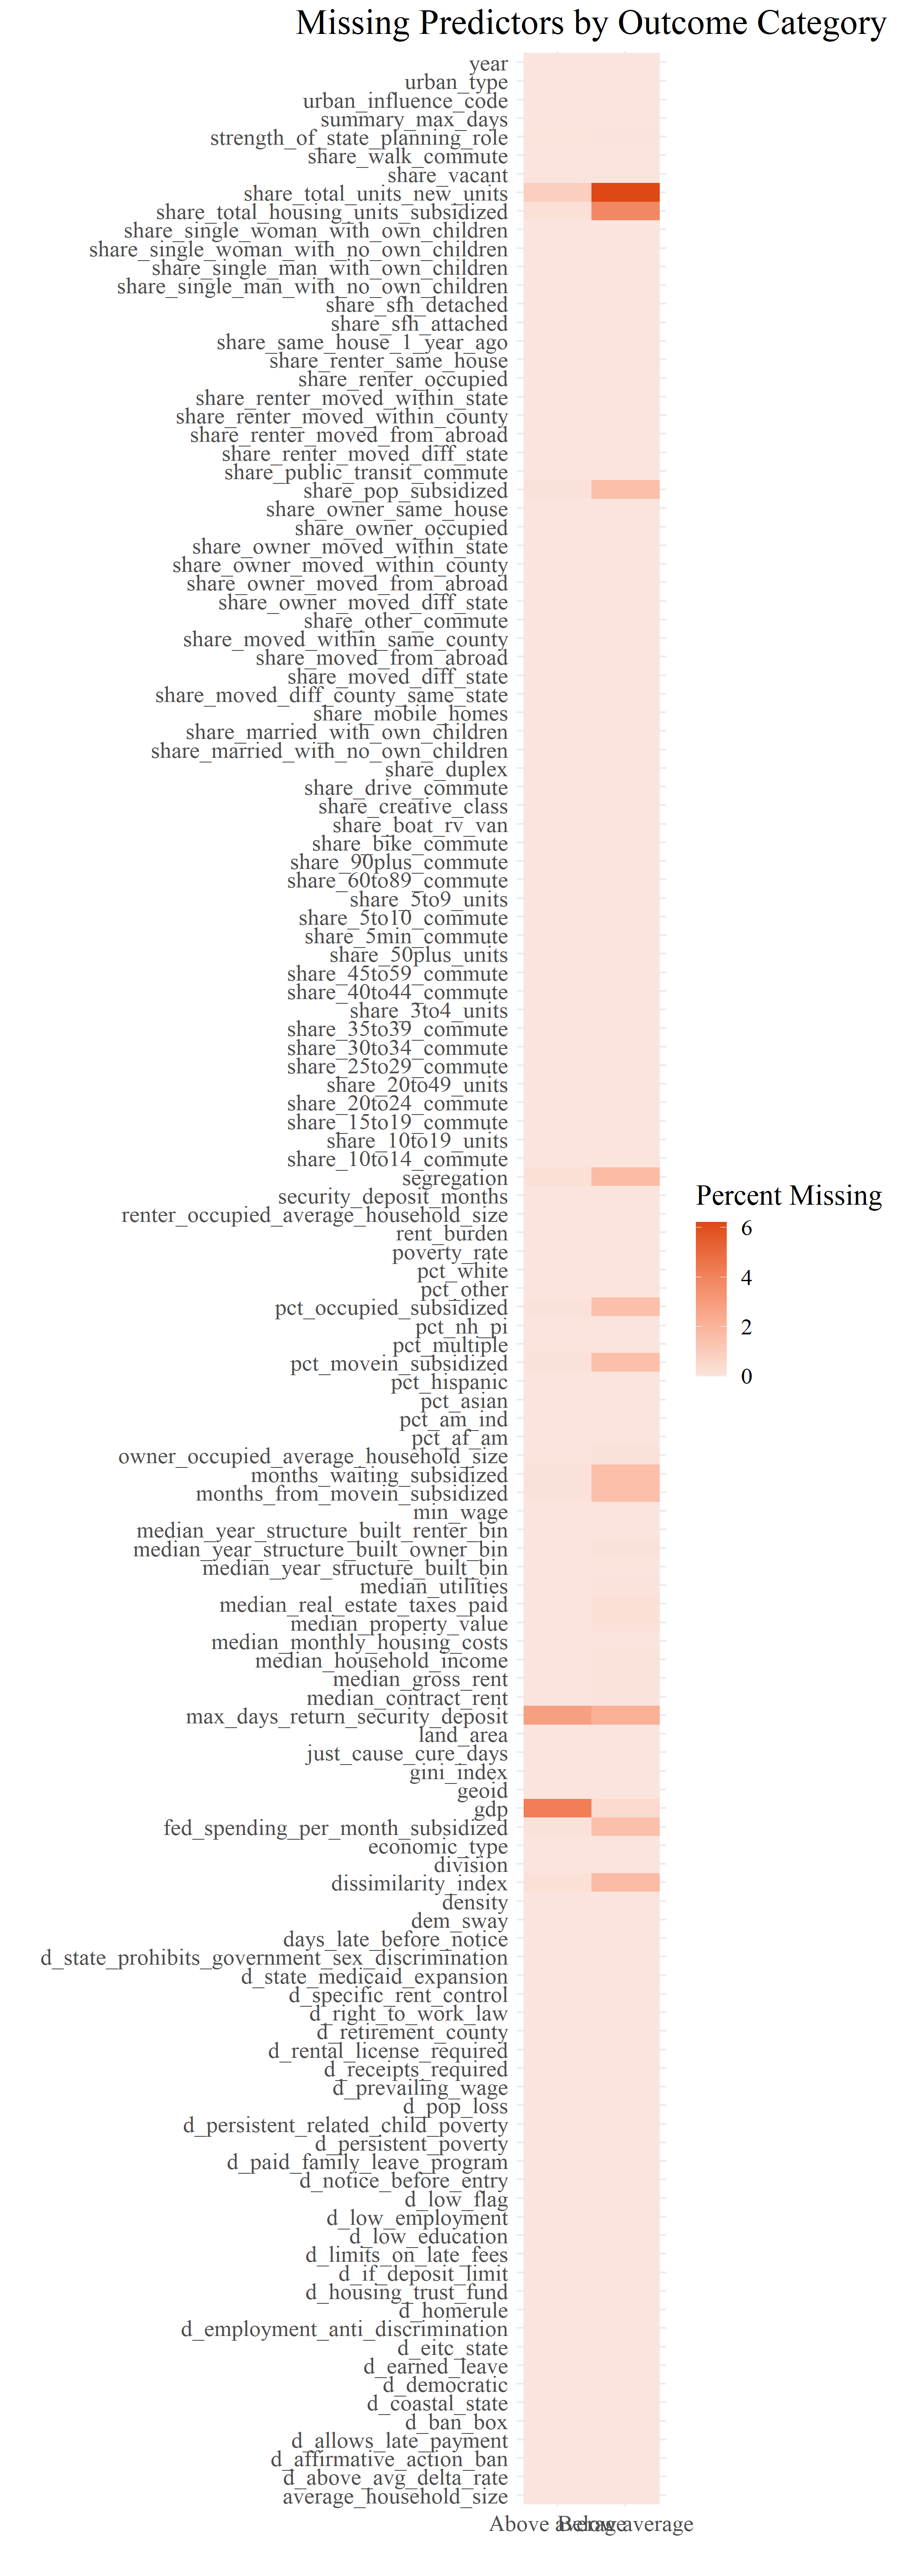 Missing Predictors by Outcome Category
year
urban_type
urban_influence_code
summary_max_days
strength_of_state_planning_role
share_walk_commute
share_vacant
share_total_units_new_units
share_total_housing_units_subsidized
share_single_woman_with_own_children
share_single_woman_with_no_own_children
share_single_man_with_own_children
share_single_man_with_no_own_children
share_sfh_detached
share_sfh_attached
share_same_house_1_year_ago
share_renter_same_house
share_renter_occupied
share_renter_moved_within_state
share_renter_moved_within_county
share_renter_moved_from_abroad
share_renter_moved_diff_state
share_public_transit_commute
share_pop_subsidized
share_owner_same_house
share_owner_occupied
share_owner_moved_within_state
share_owner_moved_within_county
share_owner_moved_from_abroad
share_owner_moved_diff_state
share_other_commute
share_moved_within_same_county
share_moved_from_abroad
share_moved_diff_state
share_moved_diff_county_same_state
share_mobile_homes
share_married_with_own_children
share_married_with_no_own_children
share_duplex
share_drive_commute
share_creative_class
share_boat_rv_van
share_bike_commute
share_90plus_commute
share_60to89_commute
share_5to9_units
share_5to10_commute
share_5min_commute
share_50plus_units
share_45to59_commute
share_40to44_commute
share_3to4_units
share_35to39_commute
share_30to34_commute
share_25to29_commute
share_20to49_units
share_20to24_commute
share_15to19_commute
share_10to19_units
share_10to14_commute
segregation
security_deposit_months
renter_occupied_average_household_size
rent_burden
poverty_rate
pct_white
pct_other
pct_occupied_subsidized
pct_nh_pi
pct_multiple
pct_movein_subsidized
pct_hispanic
pct_asian
pct_am_ind
pct_af_am
owner_occupied_average_household_size
months_waiting_subsidized
months_from_movein_subsidized
min_wage
median_year_structure_built_renter_bin
median_year_structure_built_owner_bin
median_year_structure_built_bin
median_utilities
median_real_estate_taxes_paid
median_property_value
median_monthly_housing_costs
median_household_income
median_gross_rent
median_contract_rent
max_days_return_security_deposit
land_area
just_cause_cure_days
gini_index
geoid
gdp
fed_spending_per_month_subsidized
economic_type
division
dissimilarity_index
density
dem_sway
days_late_before_notice
d_state_prohibits_government_sex_discrimination
d_state_medicaid_expansion
d_specific_rent_control
d_right_to_work_law
d_retirement_county
d_rental_license_required
d_receipts_required
d_prevailing_wage
d_pop_loss
d_persistent_related_child_poverty
d_persistent_poverty
d_paid_family_leave_program
d_notice_before_entry
d_low_flag
d_low_employment
d_low_education
d_limits_on_late_fees
d_if_deposit_limit
d_housing_trust_fund
d_homerule
d_employment_anti_discrimination
d_eitc_state
d_earned_leave
d_democratic
d_coastal_state
d_ban_box
d_allows_late_payment
d_affirmative_action_ban
d_above_avg_delta_rate
average_household_size
Above average
Below average
Percent Missing
6
4
2
0